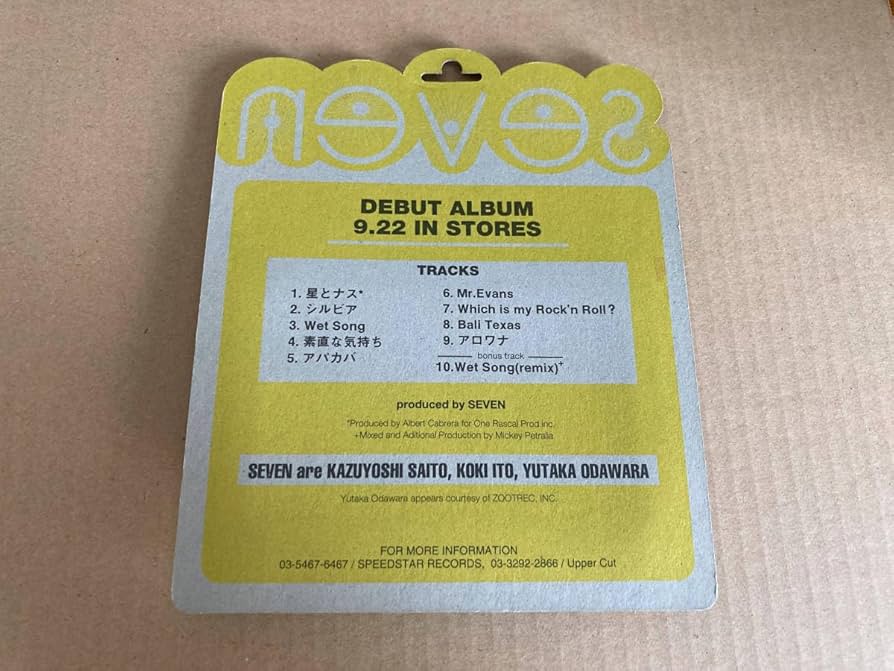 seven
DEBUT ALBUM
9.22 IN STORES
TRACKS
1. 星とナス*
2. シルビア
3. Wet Song
4. 素直な気持ち
5. アバカバ
6. Mr.Evans
7. Which is my Rock'n Roll?
8. Bali Texas
9. アロワナ
bonus track
10.Wet Song(remix)+
produced by SEVEN
*Produced by Albert Cabrera for One Rascal Prod inc.
+Mixed and Aditional Production by Mickey Petralia
SEVEN are KAZUYOSHI SAITO, KOKI ITO, YUTAKA ODAWARA
Yutaka Odawara appears courtesy of ZOOTREC, INC.
FOR MORE INFORMATION
03-5467-6467 / SPEEDSTAR RECORDS, 03-3292-2866 / Upper Cut